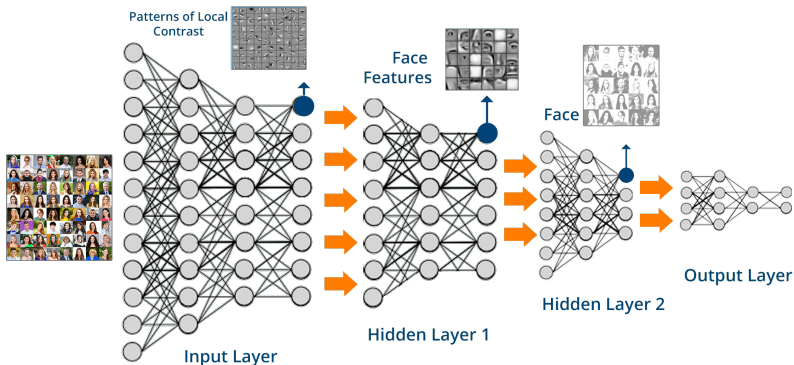 Patterns of Local
Contrast
Face
Features
Face
Input Layer
Hidden Layer 1
Hidden Layer 2
Output Layer